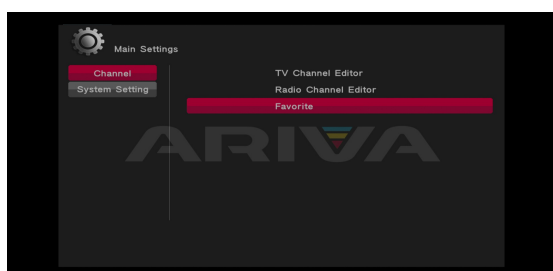 Main Settings
Channel
TV Channel Editor
System Setting
Radio Channel Editor
Favorite
ARIVA